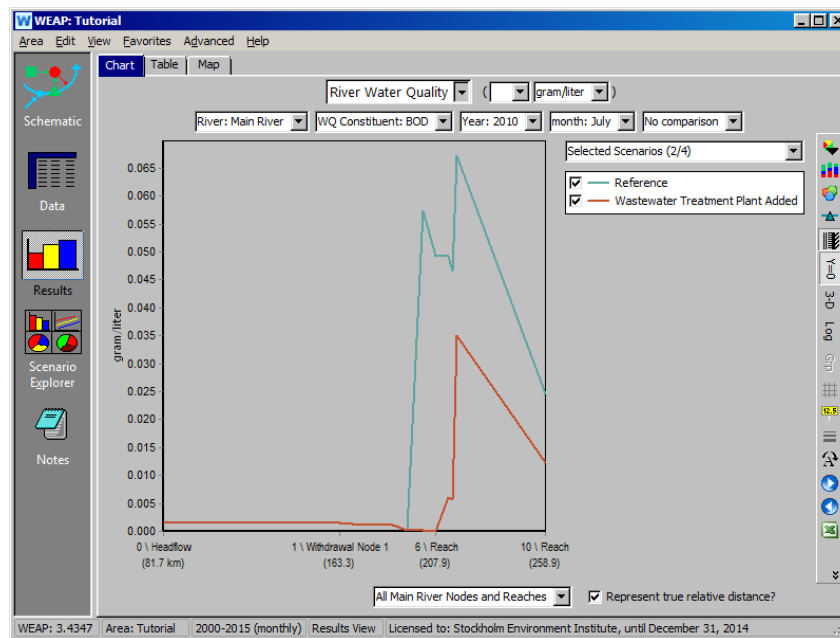 WEAP: Tutorial
Area Edit View Favorites Advanced Help
Chart Table Map
River Water Quality ( gram/liter )
River: Main River WQ Constituent: BOD Year: 2010 month: July No comparison
Selected Scenarios (2/4)
Reference
Wastewater Treatment Plant Added
Schematic
Data
Results
Scenario
Explorer
Notes
gram/liter
0.065
0.060
0.055
0.050
0.045
0.040
0.035
0.030
0.025
0.020
0.015
0.010
0.005
0.000
0 \ Headflow 1 \ Withdrawal Node 1 6 \ Reach 10 \ Reach
(81.7 km) (163.3) (207.9) (258.9)
Y=0
3-D
Log
Grp
12.5
A
All Main River Nodes and Reaches Represent true relative distance?
WEAP: 3.4347 Area: Tutorial 2000-2015 (monthly) Results View Licensed to: Stockholm Environment Institute, until December 31, 2014